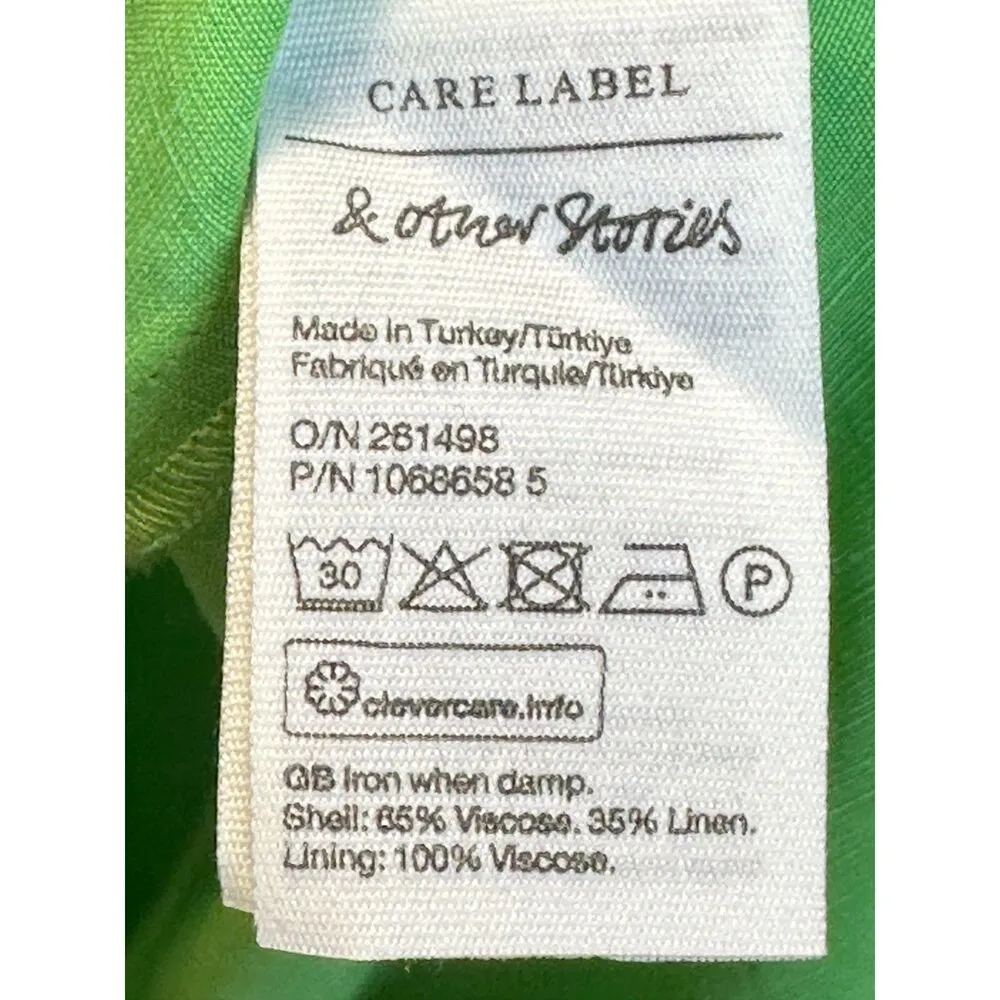 CARE LABEL
& other Stories
Made in Turkey/Türkiye
Fabriqué en Turquie/Türkiye
O/N 261498
P/N 1068658 5
30
P
clevercare.info
GB Iron when damp.
Shell: 65% Viscose. 35% Linen.
Lining: 100% Viscose.